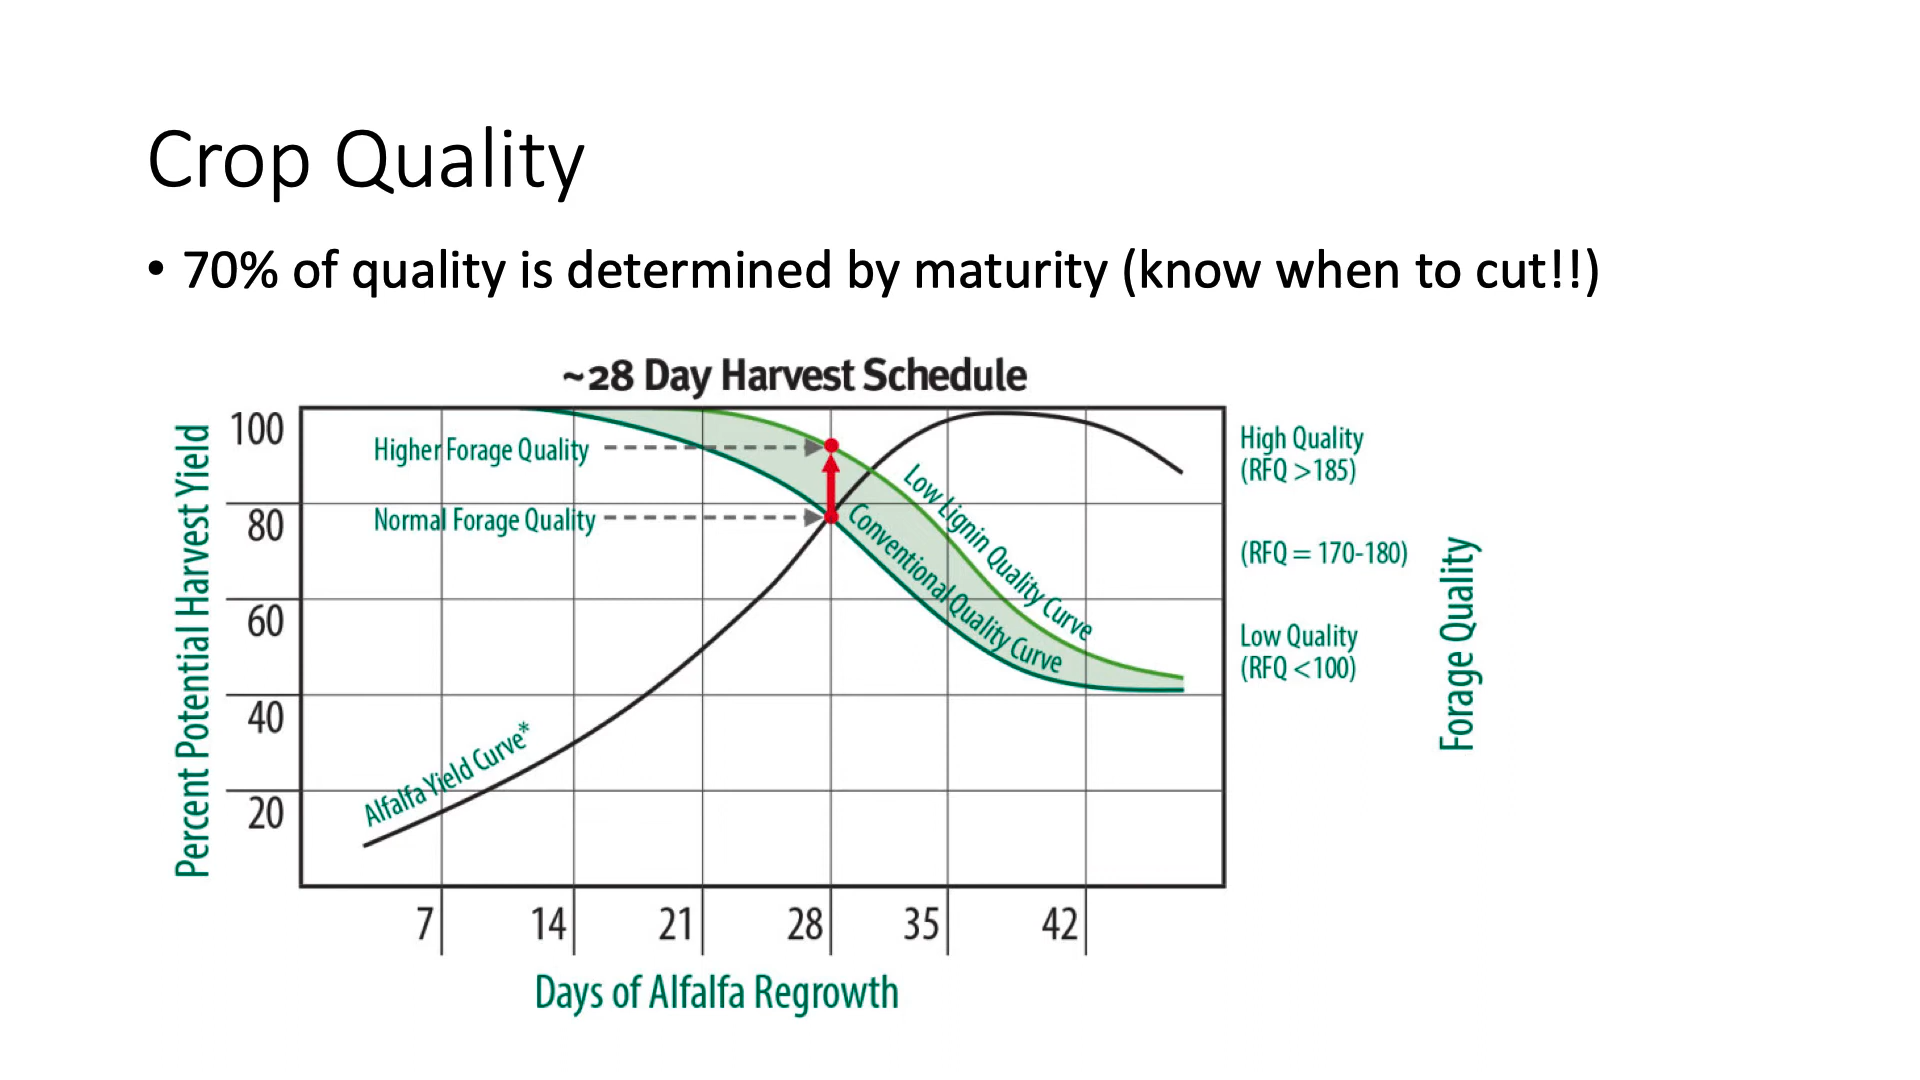 Crop Quality
• 70% of quality is determined by maturity (know when to cut!!)
~28 Day Harvest Schedule
Percent Potential Harvest Yield
100
80
60
40
20
Higher Forage Quality
Normal Forage Quality
Low Lignin Quality Curve
Conventional Quality Curve
Alfalfa Yield Curve*
High Quality
(RFQ >185)
(RFQ = 170-180)
Low Quality
(RFQ <100)
Forage Quality
7 14 21 28 35 42
Days of Alfalfa Regrowth